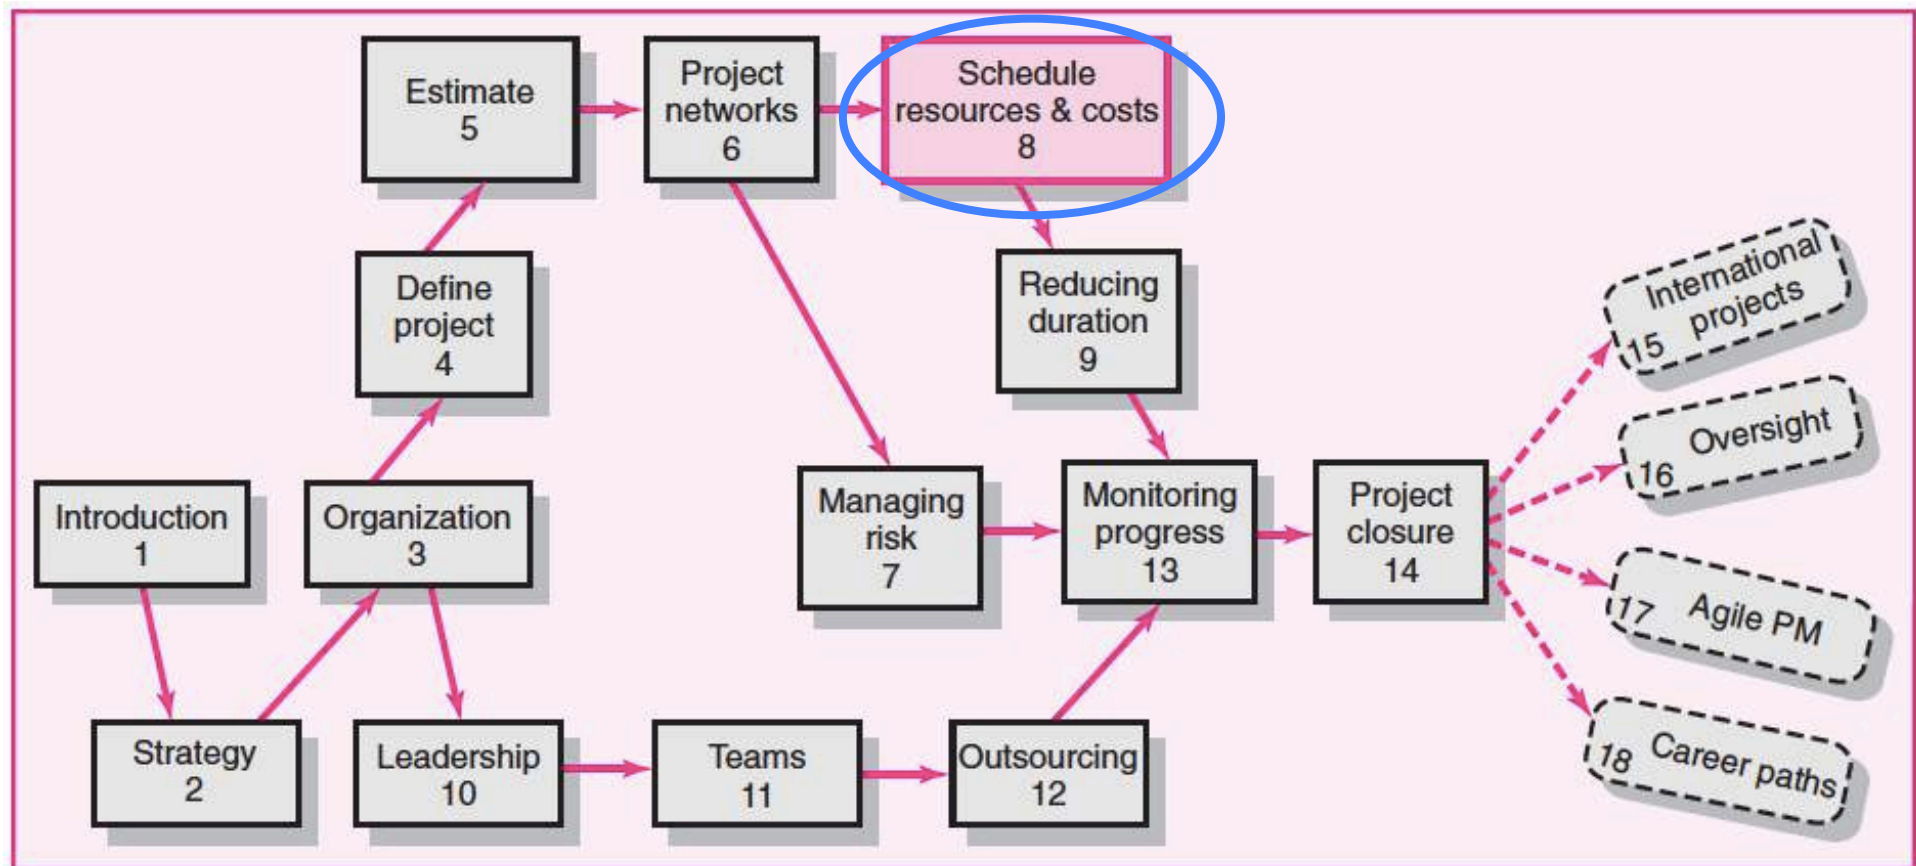 Estimate
5
Project
networks
6
Schedule
resources & costs
8
Define
project
4
Reducing
duration
9
International
projects
15
Oversight
16
Introduction
1
Organization
3
Managing
risk
7
Monitoring
progress
13
Project
closure
14
Agile PM
17
Strategy
2
Leadership
10
Teams
11
Outsourcing
12
Career paths
18